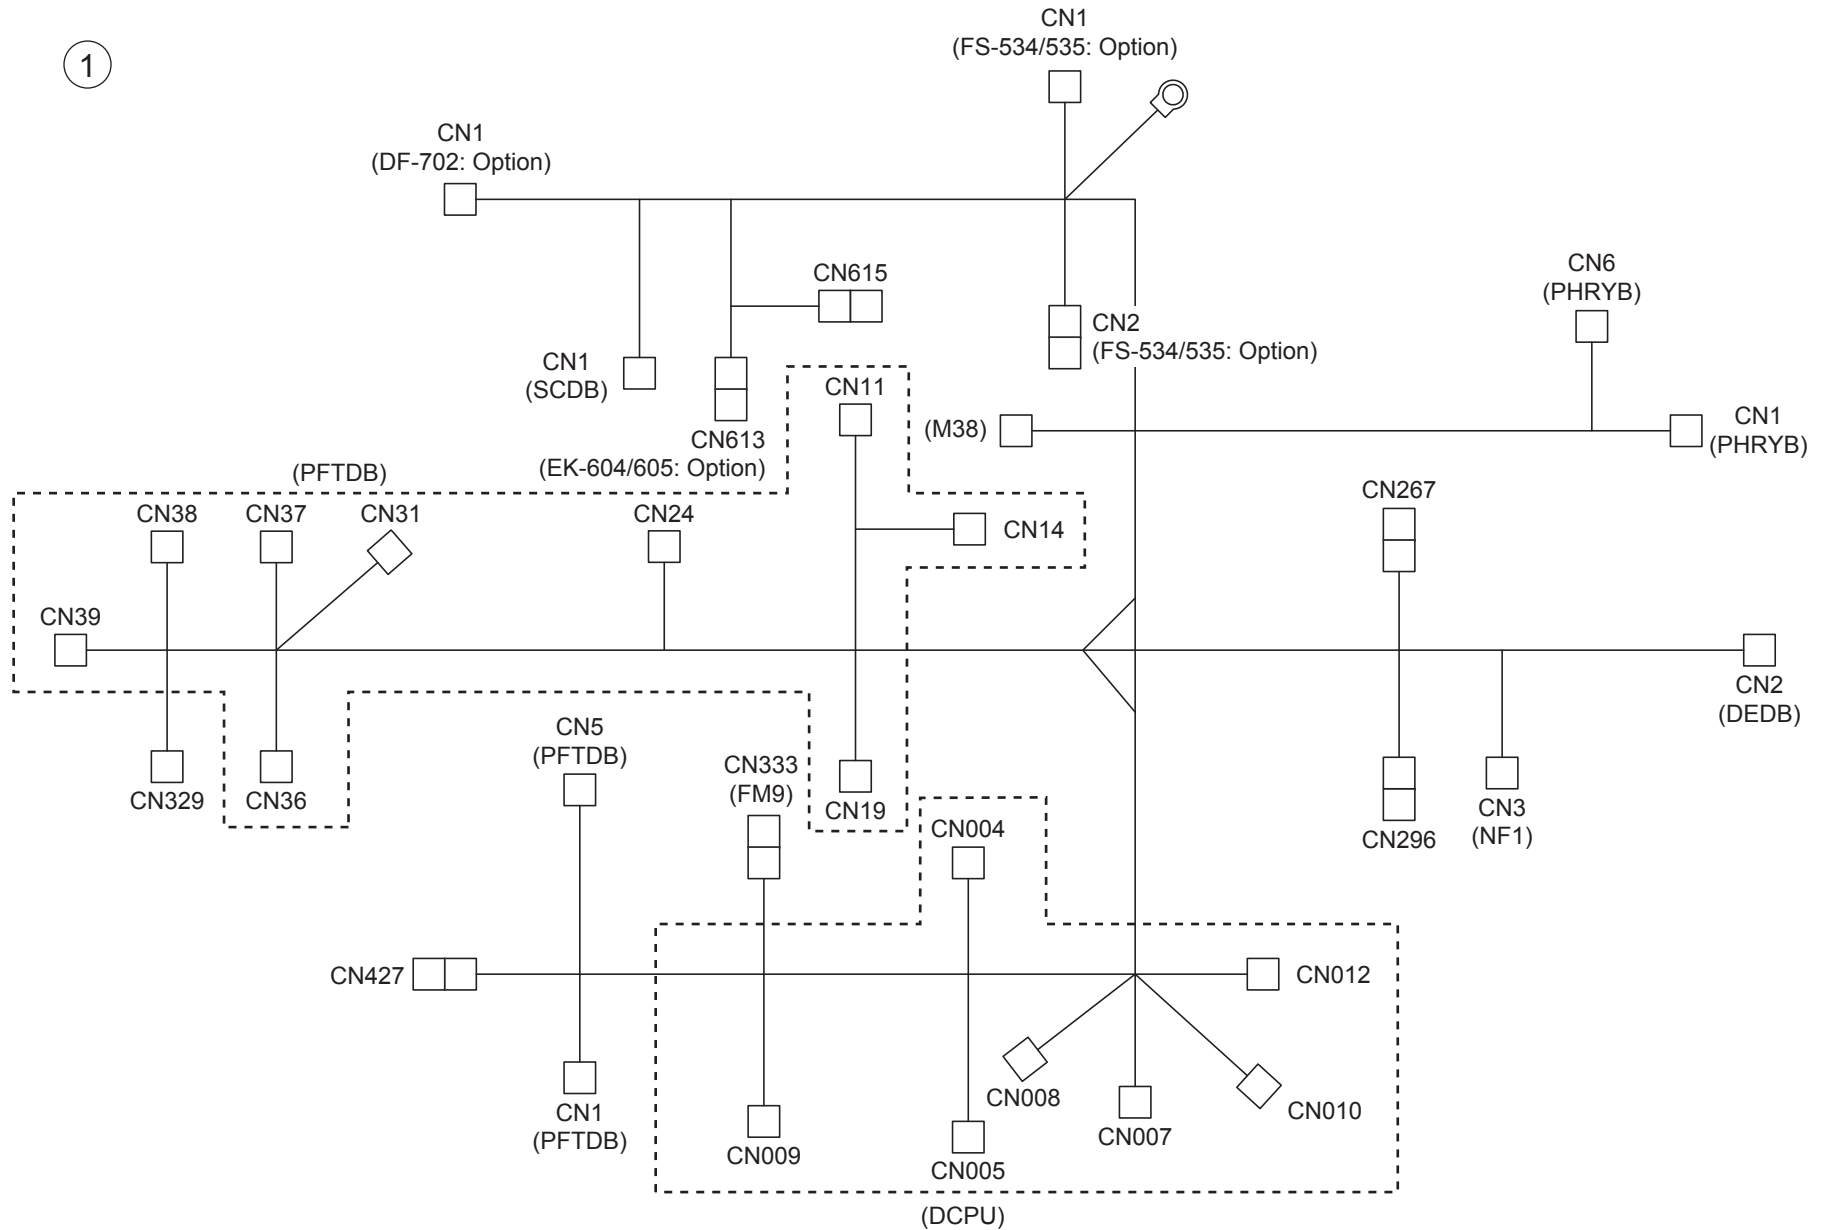 1
CN1
(FS-534/535: Option)
CN1
(DF-702: Option)
CN615
CN6
(PHRYB)
CN2
(FS-534/535: Option)
CN1
(SCDB)
CN11
CN613
(EK-604/605: Option)
(M38)
CN1
(PHRYB)
(PFTDB)
CN38
CN37
CN31
CN24
CN14
CN267
CN39
CN2
(DEDB)
CN5
(PFTDB)
CN329
CN36
CN333
(FM9)
CN19
CN004
CN296
CN3
(NF1)
CN427
CN012
CN008
CN010
CN1
(PFTDB)
CN007
CN009
CN005
(DCPU)